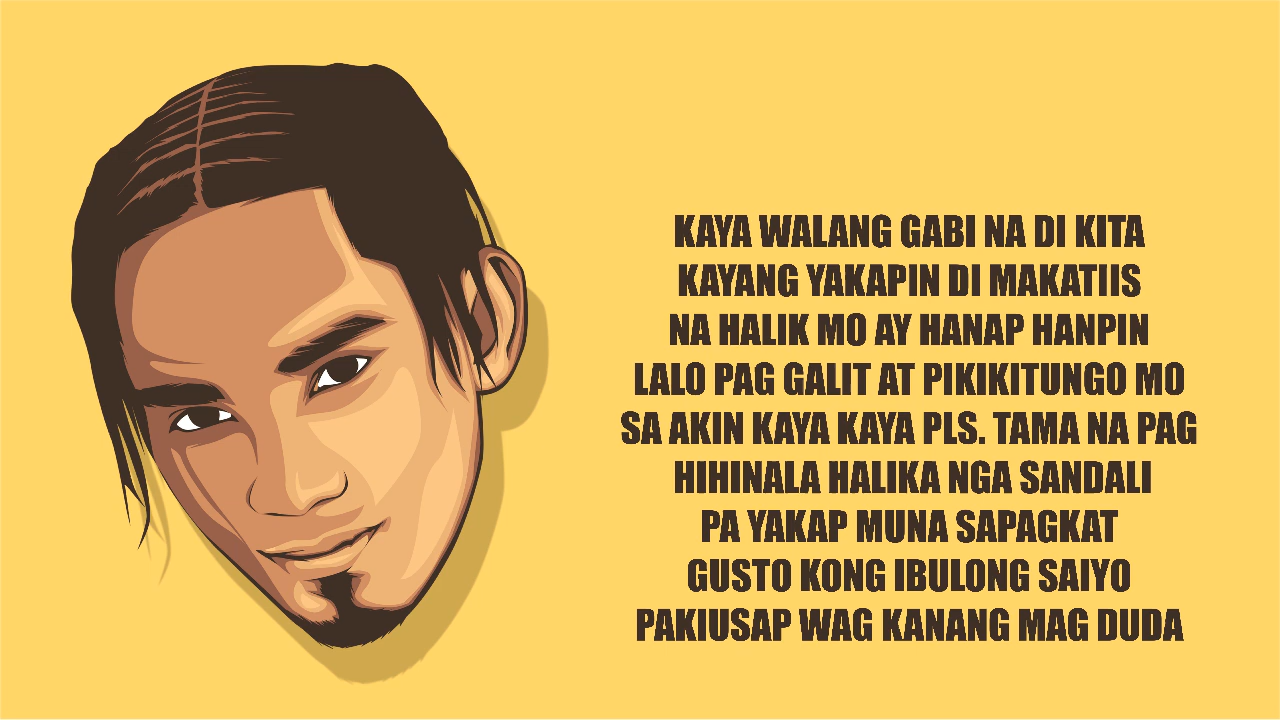 KAYA WALANG GABI NA DI KITA
KAYANG YAKAPIN DI MAKATIIS
NA HALIK MO AY HANAP HANPIN
LALO PAG GALIT AT PIKIKITUNGO MO
SA AKIN KAYA KAYA PLS. TAMA NA PAG
HIHINALA HALIKA NGA SANDALI
PA YAKAP MUNA SAPAGKAT
GUSTO KONG IBULONG SAIYO
PAKIUSAP WAG KANANG MAG DUDA